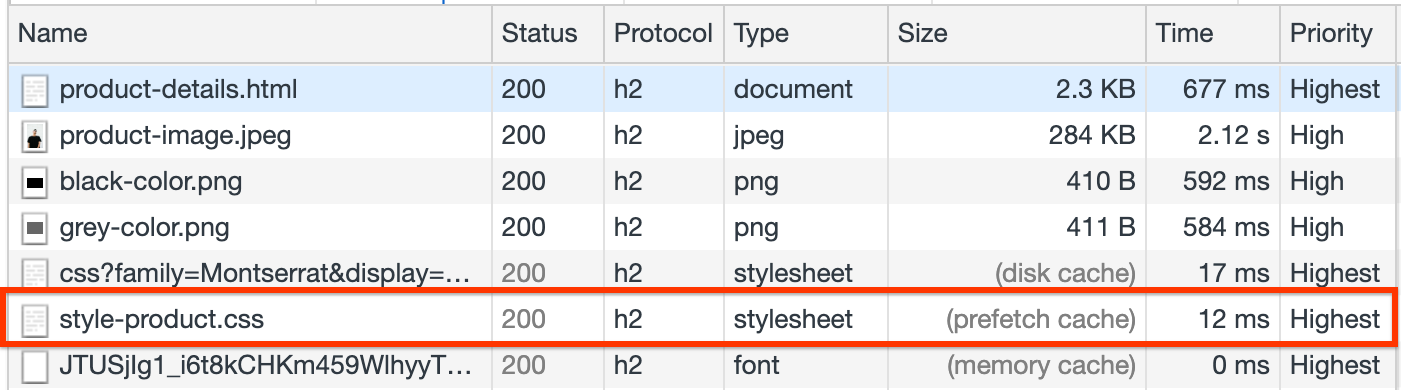 Name Status Protocol Type Size Time Priority
product-details.html 200 h2 document 2.3 KB 677 ms Highest
product-image.jpeg 200 h2 jpeg 284 KB 2.12 s High
black-color.png 200 h2 png 410 B 592 ms High
grey-color.png 200 h2 png 411 B 584 ms High
css?family=Montserrat&display=… 200 h2 stylesheet (disk cache) 17 ms Highest
style-product.css 200 h2 stylesheet (prefetch cache) 12 ms Highest
JTUSjIg1_i6t8kCHKm459WlhyyT… 200 h2 font (memory cache) 0 ms Highest